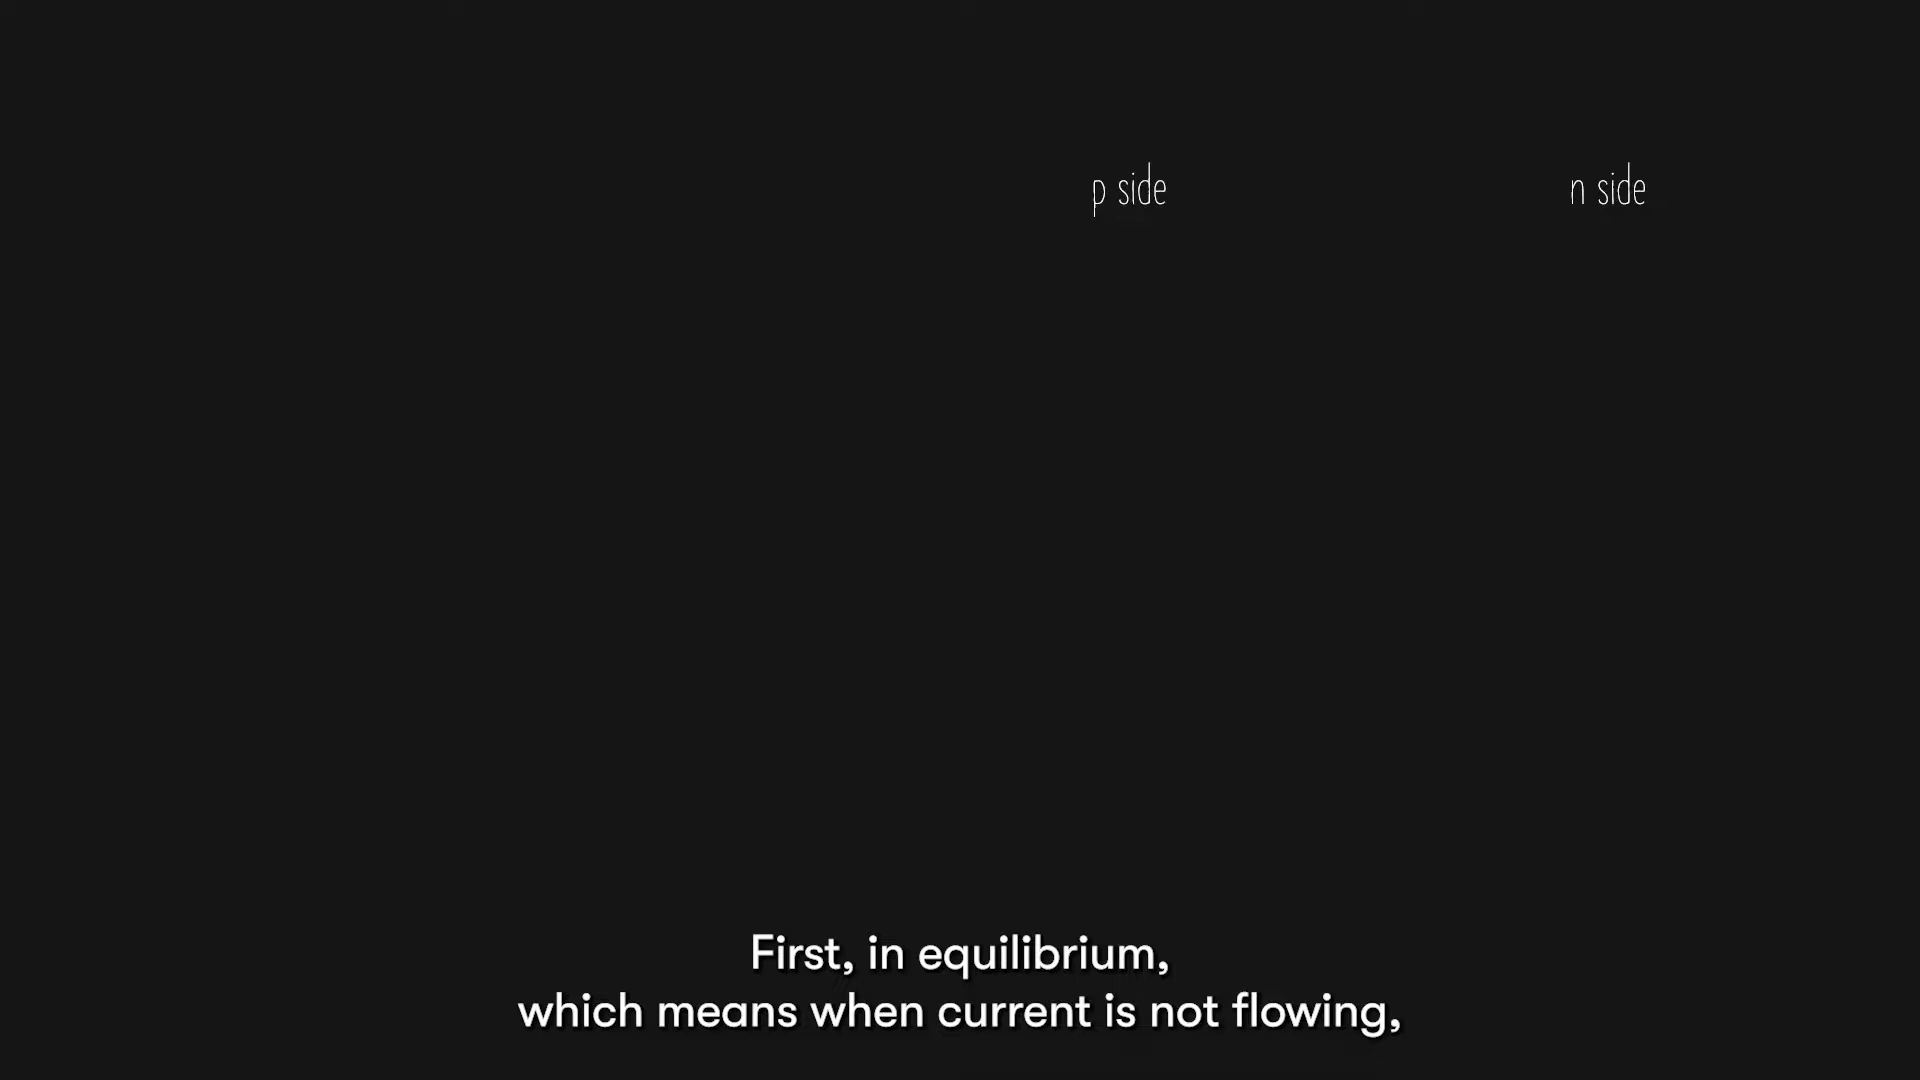 p side n side
First, in equilibrium,
which means when current is not flowing,